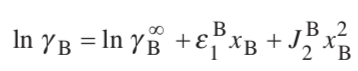 ln γ_B = ln γ_B^∞ + ε_1^B x_B + J_2^B x_B^2